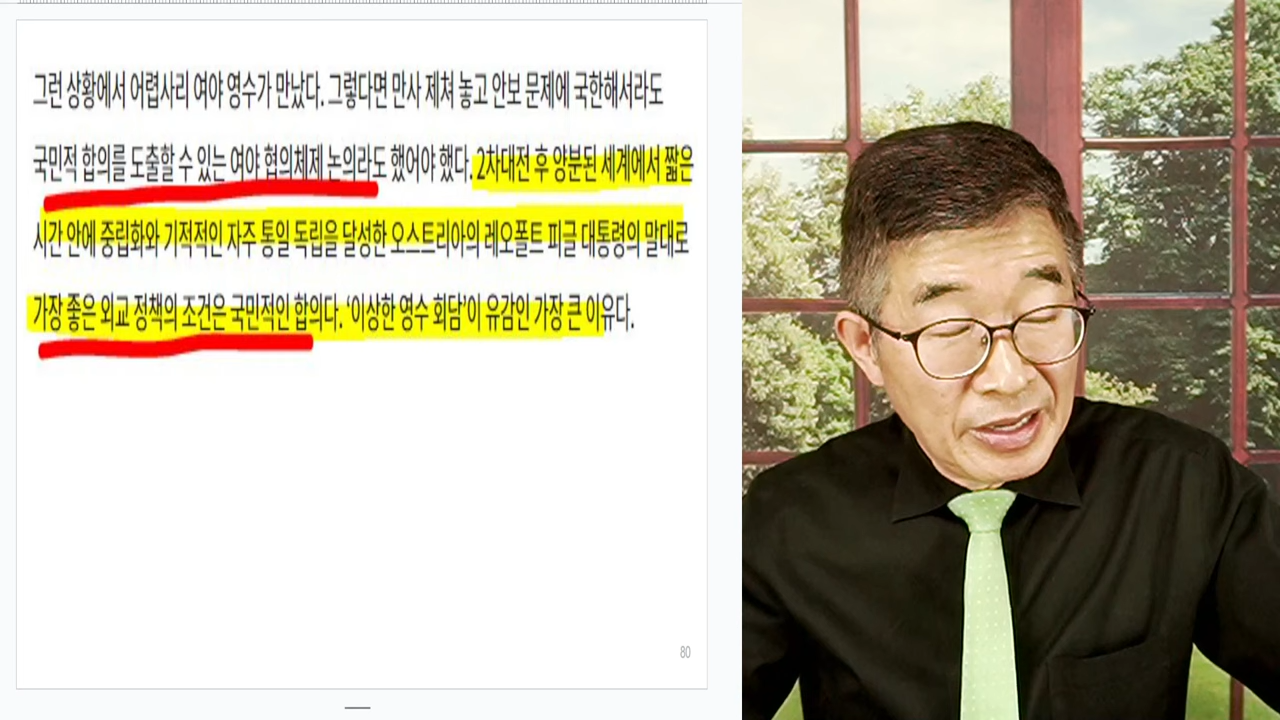 그런 상황에서 어렵사리 여야 영수가 만났다. 그렇다면 만사 제쳐 놓고 안보 문제에 국한해서라도
국민적 합의를 도출할 수 있는 여야 협의체제 논의라도 했어야 했다. 2차대전 후 양분된 세계에서 짧은
시간 안에 중립화와 기적적인 자주 통일 독립을 달성한 오스트리아의 레오폴트 피글 대통령의 말대로
가장 좋은 외교 정책의 조건은 국민적인 합의다. ‘이상한 영수 회담’이 유감인 가장 큰 이유다.
80